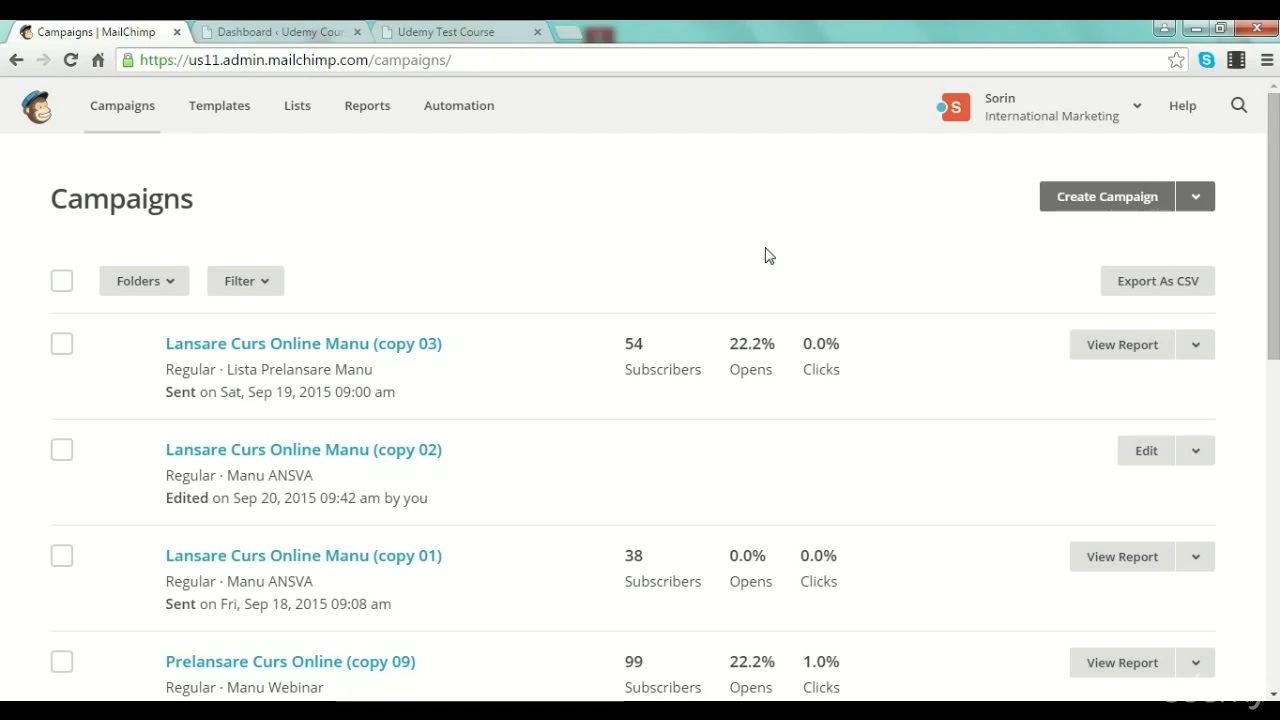 Campaigns | MailChimp
Dashboard ‹ Udemy Cour
Udemy Test Course
https://us11.admin.mailchimp.com/campaigns/
Campaigns Templates Lists Reports Automation
S
Sorin
International Marketing
Help
Campaigns
Create Campaign
Folders
Filter
Export As CSV
Lansare Curs Online Manu (copy 03)
54 22.2% 0.0%
View Report
Regular · Lista Prelansare Manu
Subscribers Opens Clicks
Sent on Sat, Sep 19, 2015 09:00 am
Lansare Curs Online Manu (copy 02)
Edit
Regular · Manu ANSVA
Edited on Sep 20, 2015 09:42 am by you
Lansare Curs Online Manu (copy 01)
38 0.0% 0.0%
View Report
Regular · Manu ANSVA
Subscribers Opens Clicks
Sent on Fri, Sep 18, 2015 09:08 am
Prelansare Curs Online (copy 09)
99 22.2% 1.0%
View Report
Regular · Manu Webinar
Subscribers Opens Clicks